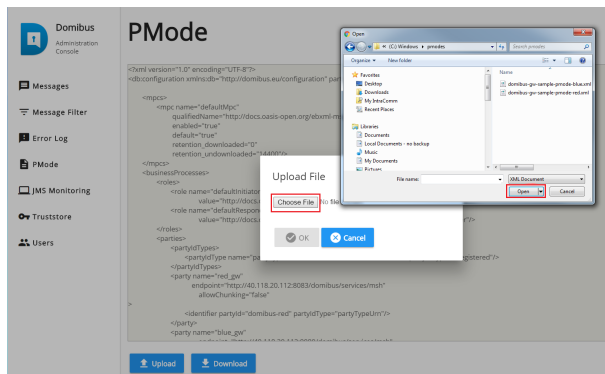 Domibus
Administration
Console
Messages
Message Filter
Error Log
PMode
JMS Monitoring
Truststore
Users
PMode
<?xml version="1.0" encoding="UTF-8"?>
<db:configuration xmlns:db="http://domibus.eu/configuration" par
<mpcs>
<mpc name="defaultMpc"
qualifiedName="http://docs.oasis-open.org/ebxml-m
enabled="true"
default="true"
retention_downloaded="0"
retention_undownloaded="14400"/>
</mpcs>
<businessProcesses>
<roles>
<role name="defaultInitiator
value="http://docs.
<role name="defaultRespon
value="http://docs. r"/>
</roles>
<parties>
<partyIdTypes>
<partyIdType name="par egistered"/>
</partyIdTypes>
<party name="red_gw"
endpoint="http://40.118.20.112:8083/domibus/services/msh"
allowChunking="false"
>
<identifier partyId="domibus-red" partyIdType="partyTypeUrn"/>
</party>
<party name="blue_gw"
Upload
Download
Upload File
Choose File No file
OK
Cancel
Open
(C:) Windows ▸ pmodes
Search pmodes
Organize
New folder
Favorites
Desktop
Downloads
My IntraComm
Recent Places
Libraries
Documents
Local Documents - no backup
Music
My Documents
Pictures
Name
domibus-gw-sample-pmode-blue.xml
domibus-gw-sample-pmode-red.xml
File name:
XML Document
Open
Cancel